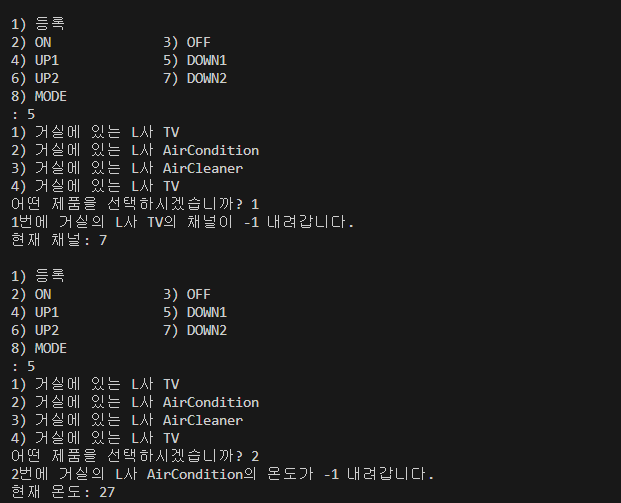 1) 등록
2) ON 3) OFF
4) UP1 5) DOWN1
6) UP2 7) DOWN2
8) MODE
: 5
1) 거실에 있는 L사 TV
2) 거실에 있는 L사 AirCondition
3) 거실에 있는 L사 AirCleaner
4) 거실에 있는 L사 TV
어떤 제품을 선택하시겠습니까? 1
1번에 거실의 L사 TV의 채널이 -1 내려갑니다.
현재 채널: 7
1) 등록
2) ON 3) OFF
4) UP1 5) DOWN1
6) UP2 7) DOWN2
8) MODE
: 5
1) 거실에 있는 L사 TV
2) 거실에 있는 L사 AirCondition
3) 거실에 있는 L사 AirCleaner
4) 거실에 있는 L사 TV
어떤 제품을 선택하시겠습니까? 2
2번에 거실의 L사 AirCondition의 온도가 -1 내려갑니다.
현재 온도: 27